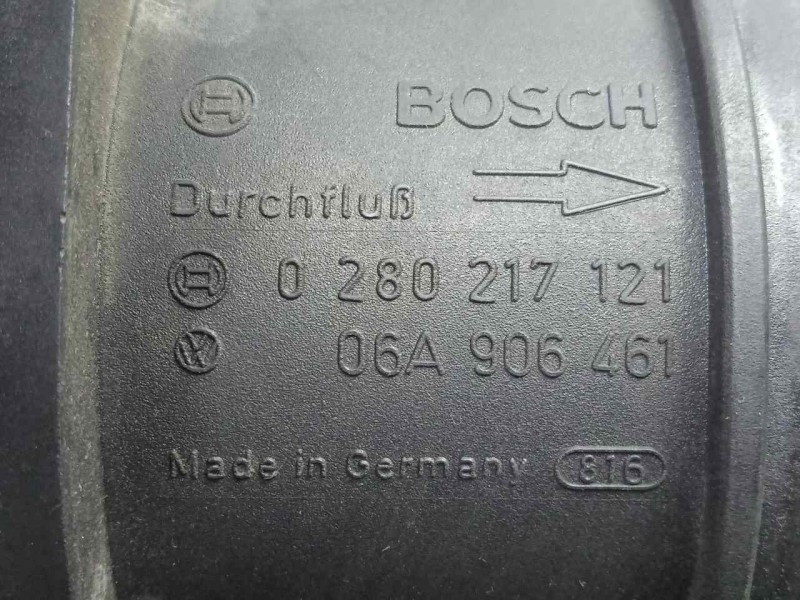 BOSCH
Durchfluß
0 280 217 121
06A 906 461
Made in Germany 816